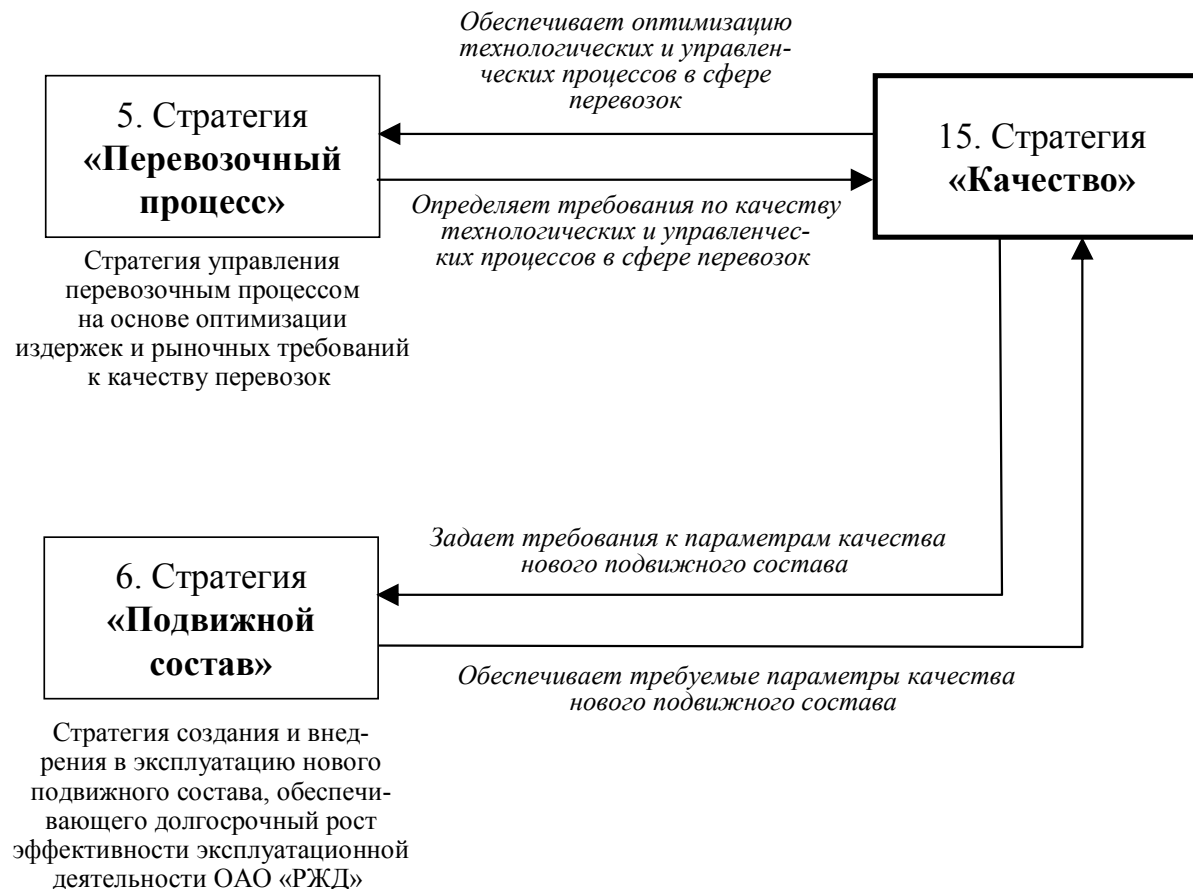 Обеспечивает оптимизацию
технологических и управлен-
ческих процессов в сфере
перевозок
5. Стратегия
«Перевозочный
процесс»
15. Стратегия
«Качество»
Определяет требования по качеству
технологических и управленчес-
ких процессов в сфере перевозок
Стратегия управления
перевозочным процессом
на основе оптимизации
издержек и рыночных требований
к качеству перевозок
Задает требования к параметрам качества
нового подвижного состава
6. Стратегия
«Подвижной
состав»
Обеспечивает требуемые параметры качества
нового подвижного состава
Стратегия создания и внед-
рения в эксплуатацию нового
подвижного состава, обеспечи-
вающего долгосрочный рост
эффективности эксплуатационной
деятельности ОАО «РЖД»